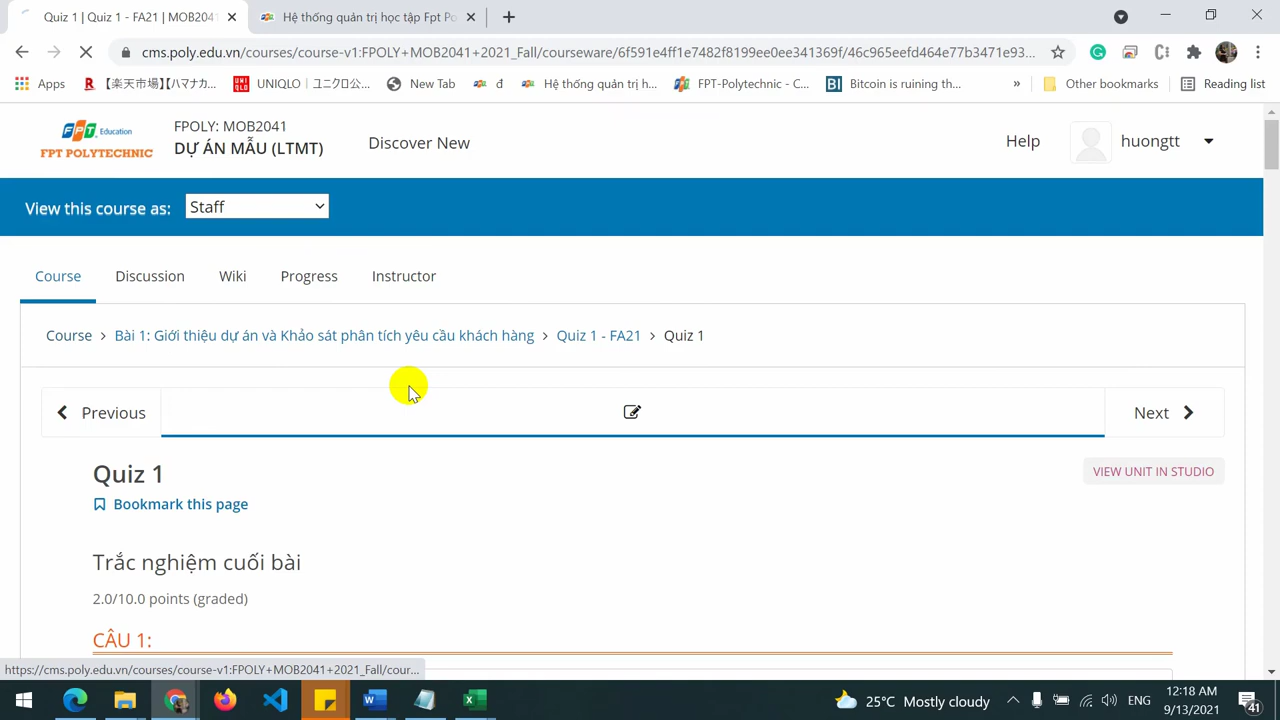 Quiz 1 | Quiz 1 - FA21 | MOB2041
Hệ thống quản trị học tập Fpt Po
cms.poly.edu.vn/courses/course-v1:FPOLY+MOB2041+2021_Fall/courseware/6f591e4ff1e7482f8199ee0ee341369f/46c965eefd464e77b3471e93...
Apps
【楽天市場】【ハマナカ...
UNIQLO | ユニクロ公...
New Tab
đ
Hệ thống quản trị h...
FPT-Polytechnic - C...
BI
Bitcoin is ruining th...
»
Other bookmarks
Reading list
FPT Education
FPT POLYTECHNIC
FPOLY: MOB2041
DỰ ÁN MẪU (LTMT)
Discover New
Help
huongtt
View this course as:
Staff
Course
Discussion
Wiki
Progress
Instructor
Course > Bài 1: Giới thiệu dự án và Khảo sát phân tích yêu cầu khách hàng > Quiz 1 - FA21 > Quiz 1
Previous
Next
Quiz 1
VIEW UNIT IN STUDIO
Bookmark this page
Trắc nghiệm cuối bài
2.0/10.0 points (graded)
CÂU 1:
https://cms.poly.edu.vn/courses/course-v1:FPOLY+MOB2041+2021_Fall/cour...
25°C Mostly cloudy
ENG
12:18 AM
9/13/2021
41